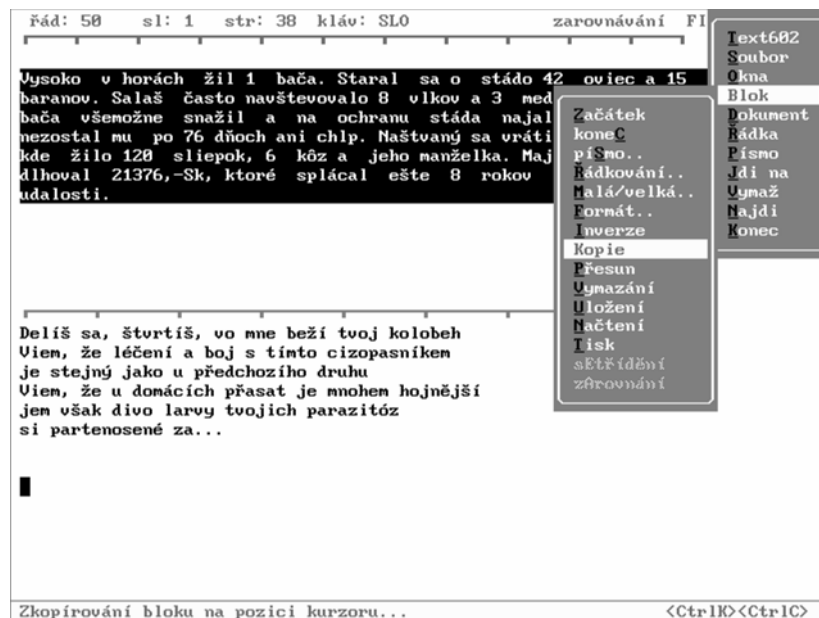 řád: 50 sl: 1 str: 38 kláv: SLO zarovnávání FI
Vysoko v horách žil 1 bača. Staral sa o stádo 42 oviec a 15
baranov. Salaš často navštevovalo 8 vlkov a 3 med
bača všemožne snažil a na ochranu stáda najal
nezostal mu po 76 dňoch ani chlp. Naštvaný sa vráti
kde žilo 120 sliepok, 6 kôz a jeho manželka. Maj
dlhoval 21376,-Sk, ktoré splácal ešte 8 rokov
udalosti.
Delíš sa, štvrtíš, vo mne beží tvoj kolobeh
Viem, že léčení a boj s tímto cizopasníkem
je stejný jako u předchozího druhu
Viem, že u domácích přasat je mnohem hojnější
jem však divo larvy tvojich parazitóz
si partenosené za...
Začátek
koneC
píSmo..
Řádkování..
Malá/velká..
Formát..
Inverze
Kopie
Přesun
Vymazání
Uložení
Načtení
Tisk
sEtřídění
zArovnání
Text602
Soubor
Okna
Blok
Dokument
Řádka
Písmo
Jdi na
Vymaž
Najdi
Konec
Zkopírování bloku na pozici kurzoru... <CtrlK><CtrlC>